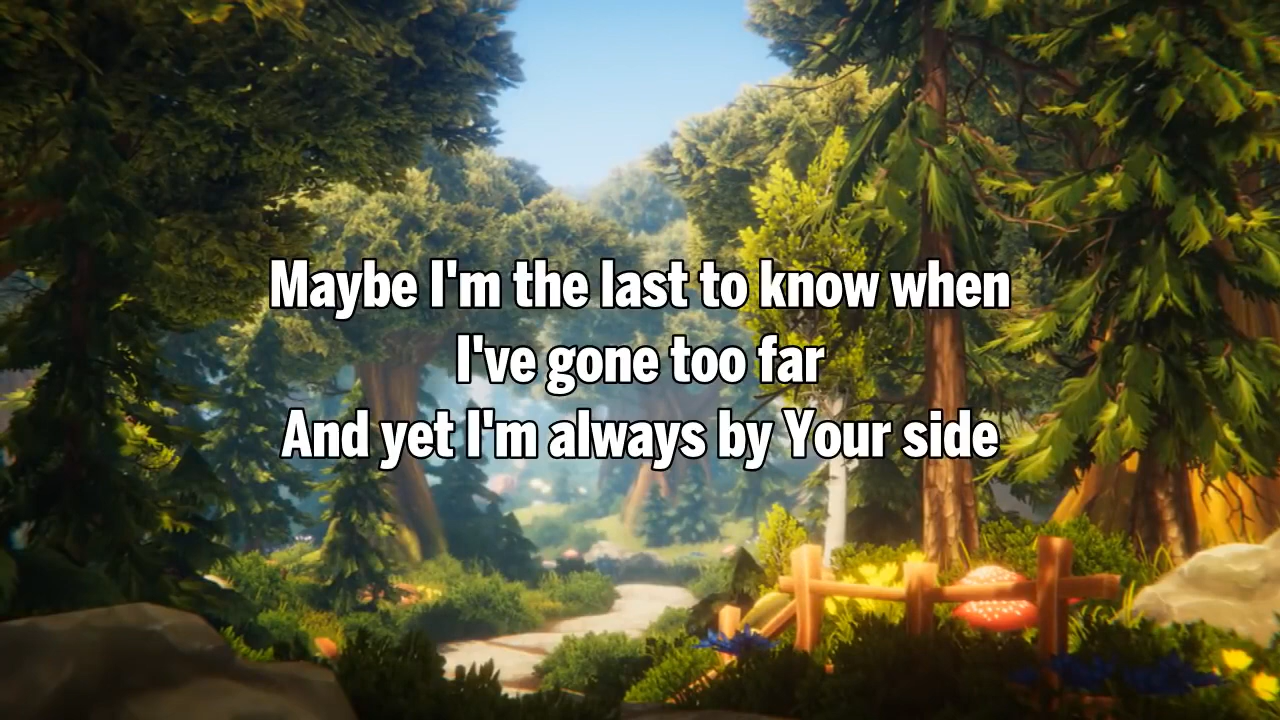 Maybe I'm the last to know when
I've gone too far
And yet I'm always by Your side